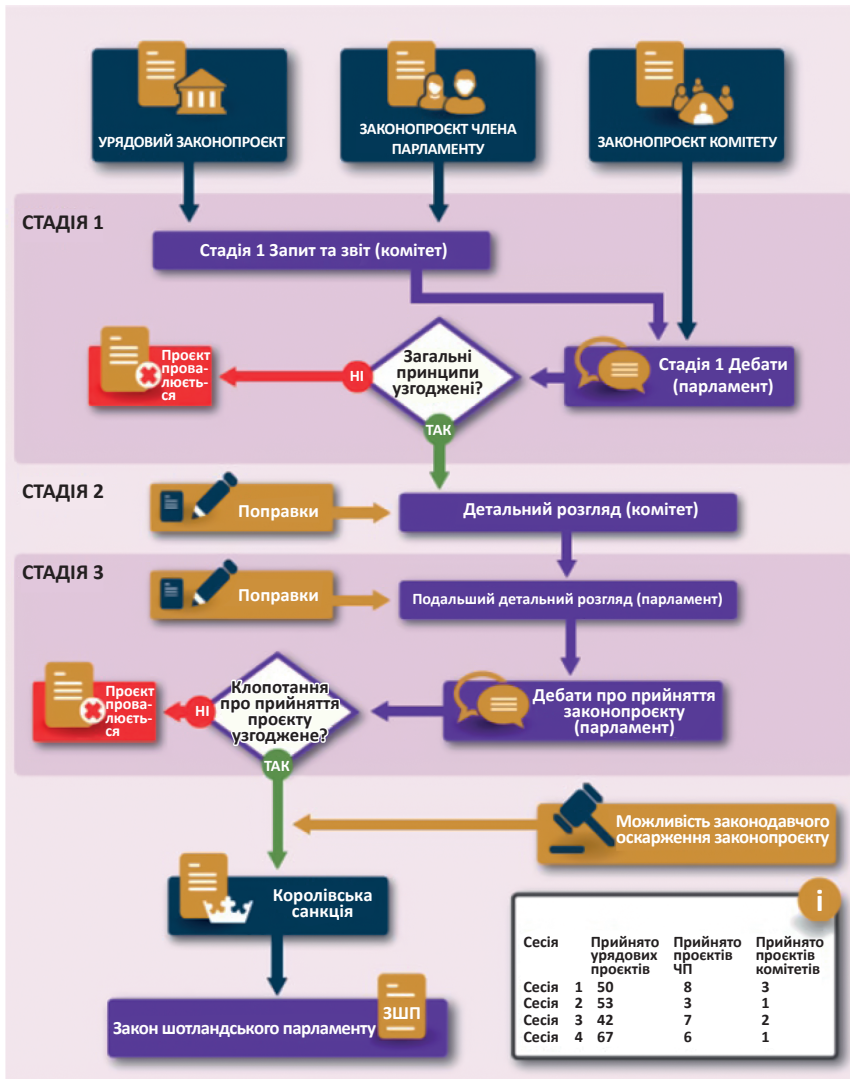 УРЯДОВИЙ ЗАКОНОПРОЄКТ
ЗАКОНОПРОЄКТ ЧЛЕНА
ПАРЛАМЕНТУ
ЗАКОНОПРОЄКТ КОМІТЕТУ
СТАДІЯ 1
Стадія 1 Запит та звіт (комітет)
Проєкт
прова-
люєть-
ся
НІ
Загальні
принципи
узгоджені?
Стадія 1 Дебати
(парламент)
ТАК
СТАДІЯ 2
Поправки
Детальний розгляд (комітет)
СТАДІЯ 3
Поправки
Подальший детальний розгляд (парламент)
Проєкт
прова-
люєть-
ся
НІ
Клопотання
про прийняття
проєкту
узгоджене?
Дебати про прийняття
законопроєкту
(парламент)
ТАК
Можливість законодавчого
оскарження законопроєкту
Королівська
санкція
Закон шотландського парламенту
ЗШП
i
Сесія Прийнято Прийнято Прийнято
урядових проєктів проєктів
проєктів ЧП комітетів
Сесія 1 50 8 3
Сесія 2 53 3 1
Сесія 3 42 7 2
Сесія 4 67 6 1